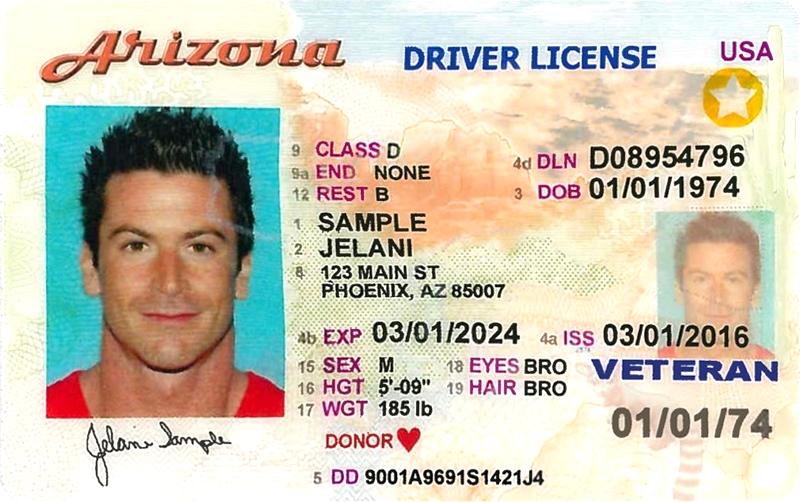 Arizona DRIVER LICENSE USA
9 CLASS D 4d DLN D08954796
9a END NONE
12 REST B 3 DOB 01/01/1974
1 SAMPLE
2 JELANI
8 123 MAIN ST
PHOENIX, AZ 85007
4b EXP 03/01/2024 4a ISS 03/01/2016
15 SEX M 18 EYES BRO VETERAN
16 HGT 5'-09" 19 HAIR BRO
17 WGT 185 lb 01/01/74
Jelani Sample
DONOR
5 DD 9001A9691S1421J4